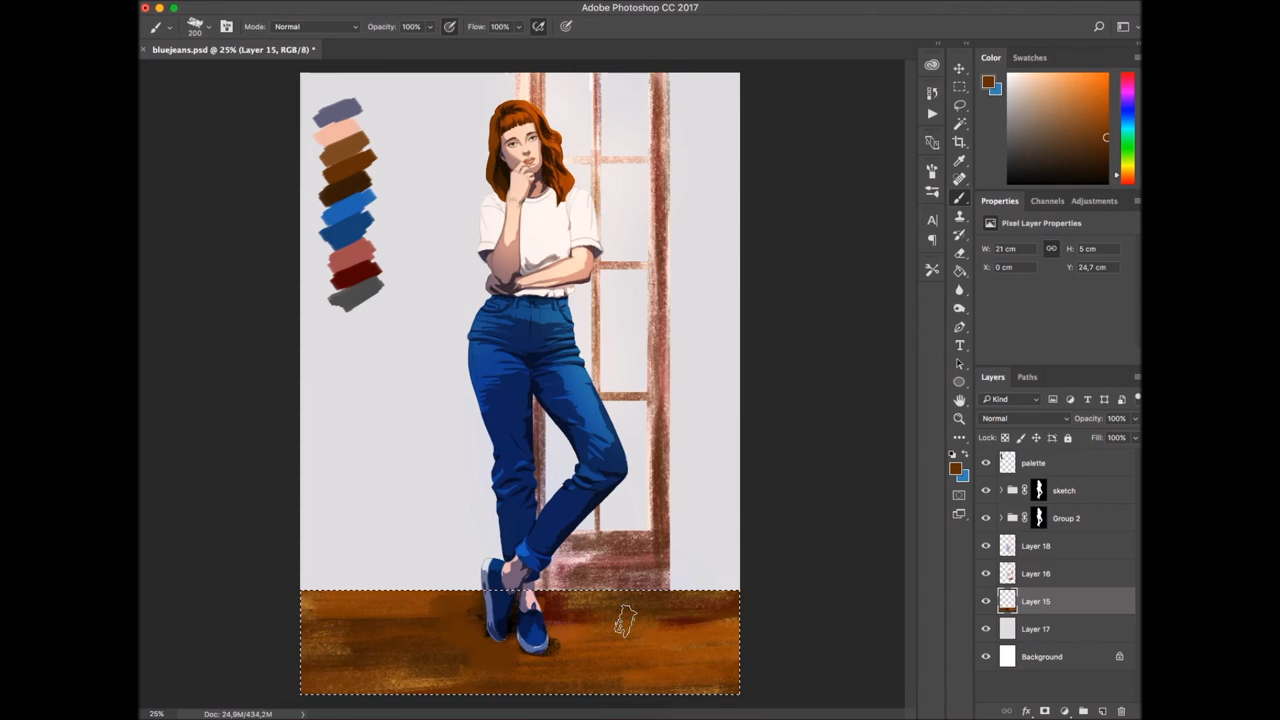 Adobe Photoshop CC 2017
200
Mode: Normal
Opacity: 100%
Flow: 100%
bluejeans.psd @ 25% (Layer 15, RGB/8) *
Color
Swatches
Properties
Channels
Adjustments
Pixel Layer Properties
W: 21 cm
H: 5 cm
X: 0 cm
Y: 24,7 cm
Layers
Paths
Kind
Normal
Opacity: 100%
Lock:
Fill: 100%
palette
sketch
Group 2
Layer 18
Layer 16
Layer 15
Layer 17
Background
25%
Doc: 24,9M/434,2M